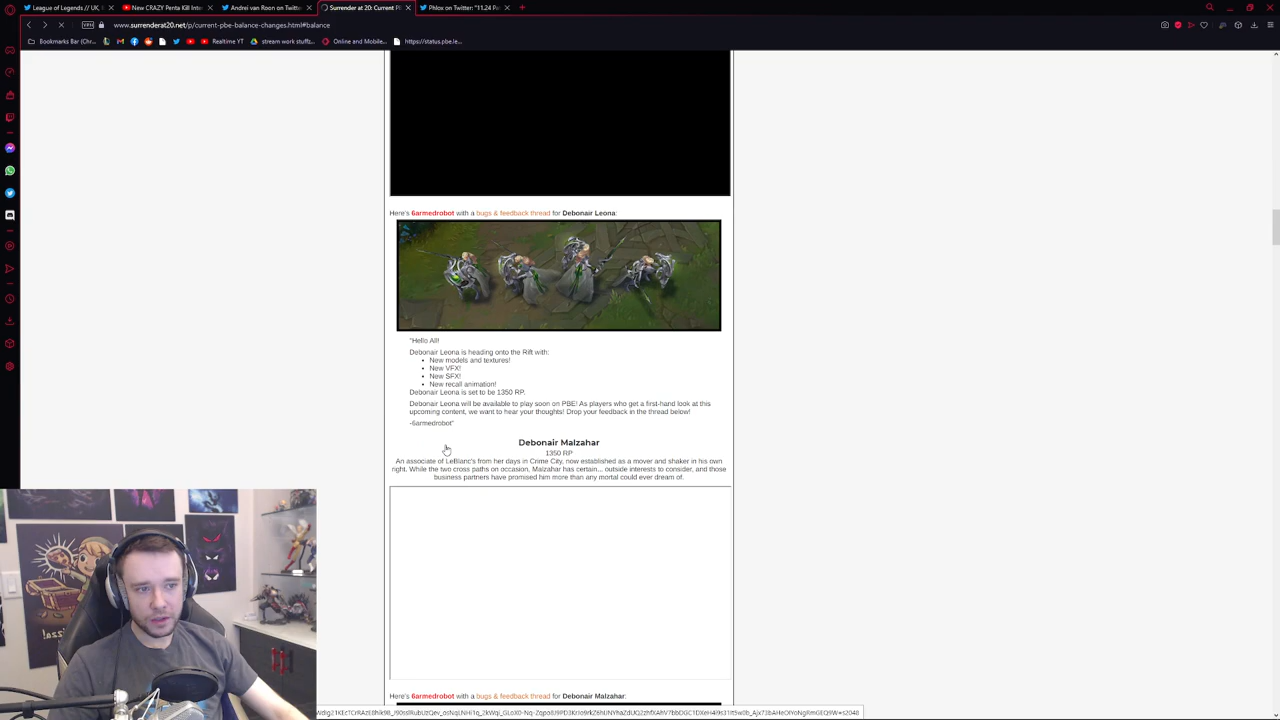 League of Legends // UK,
New CRAZY Penta Kill Inter
Andrei van Roon on Twitte
Surrender at 20: Current P
Phlox on Twitter: "11.24 Pat
VPN
www.surrenderat20.net/p/current-pbe-balance-changes.html#balance
Bookmarks Bar (Chr...
Realtime YT
stream work stuffz...
Online and Mobile...
https://status.pbe.le...
Here's 6armedrobot with a bugs & feedback thread for Debonair Leona:
"Hello All!
Debonair Leona is heading onto the Rift with:
• New models and textures!
• New VFX!
• New SFX!
• New recall animation!
Debonair Leona is set to be 1350 RP.
Debonair Leona will be available to play soon on PBE! As players who get a first-hand look at this
upcoming content, we want to hear your thoughts! Drop your feedback in the thread below!
-6armedrobot"
Debonair Malzahar
1350 RP
An associate of LeBlanc's from her days in Crime City, now established as a mover and shaker in his own
right. While the two cross paths on occasion, Malzahar has certain... outside interests to consider, and those
business partners have promised him more than any mortal could ever dream of.
Here's 6armedrobot with a bugs & feedback thread for Debonair Malzahar: